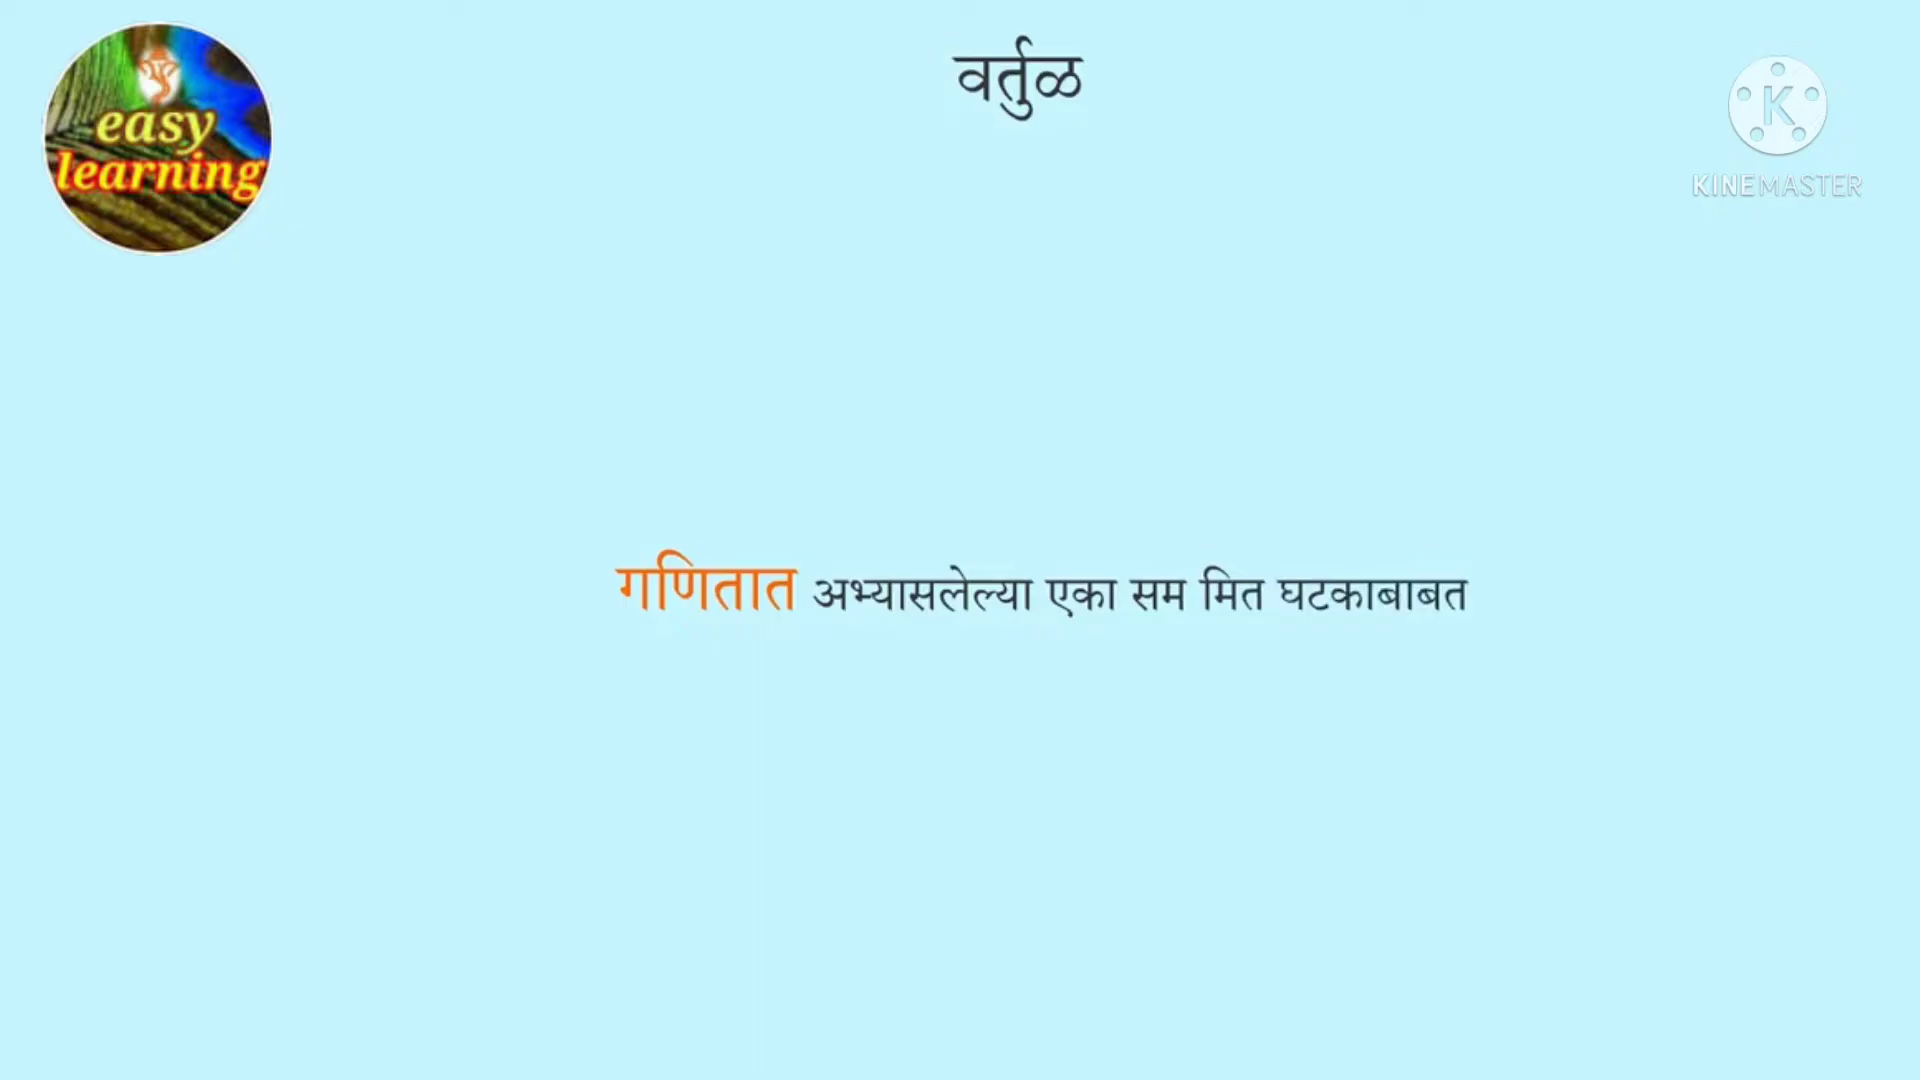 वर्तुळ
easy
learning
K
KINEMASTER
गणितात अभ्यासलेल्या एका सम मित घटकाबाबत